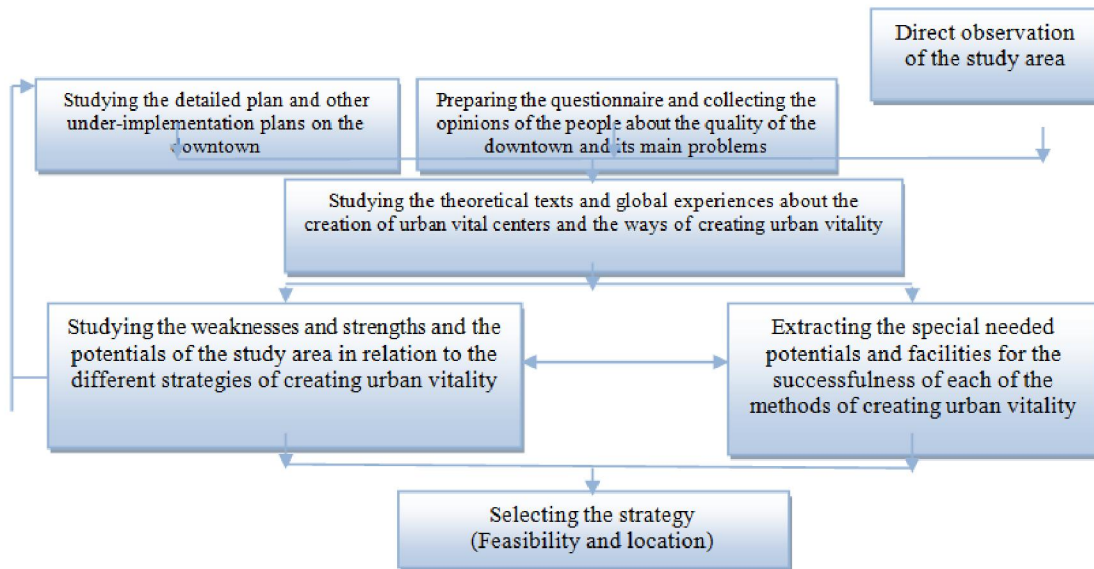 Direct observation
of the study area
Studying the detailed plan and other
under-implementation plans on the
downtown
Preparing the questionnaire and collecting the
opinions of the people about the quality of the
downtown and its main problems
Studying the theoretical texts and global experiences about the
creation of urban vital centers and the ways of creating urban vitality
Studying the weaknesses and strengths and the
potentials of the study area in relation to the
different strategies of creating urban vitality
Extracting the special needed
potentials and facilities for the
successfulness of each of the
methods of creating urban vitality
Selecting the strategy
(Feasibility and location)